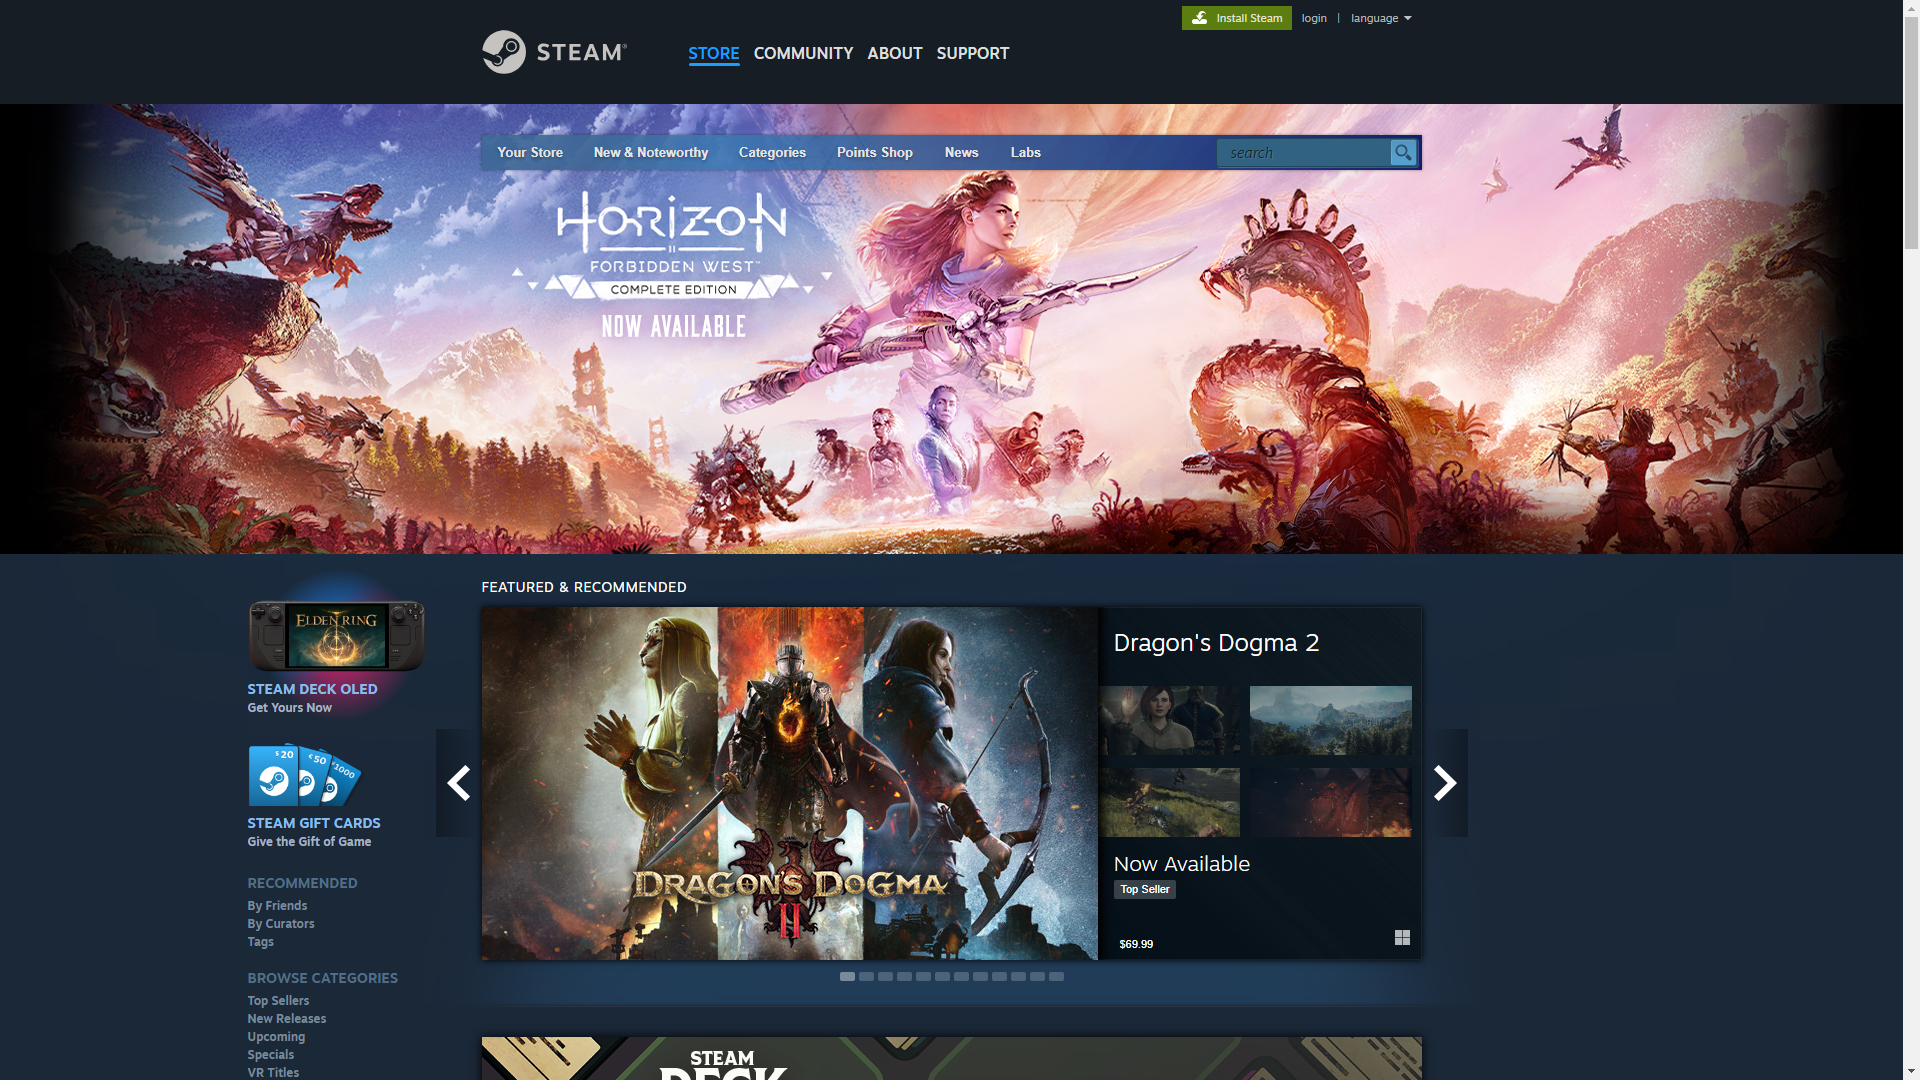 Install Steam
login | language
STEAM®
STORE COMMUNITY ABOUT SUPPORT
Your Store New & Noteworthy Categories Points Shop News Labs search
HORIZON
II
FORBIDDEN WEST™
COMPLETE EDITION
NOW AVAILABLE
FEATURED & RECOMMENDED
ELDEN RING
STEAM DECK OLED
Get Yours Now
$20 €50 1000
STEAM GIFT CARDS
Give the Gift of Game
RECOMMENDED
By Friends
By Curators
Tags
BROWSE CATEGORIES
Top Sellers
New Releases
Upcoming
Specials
VR Titles
DRAGON'S DOGMA
II
Dragon's Dogma 2
Now Available
Top Seller
$69.99
STEAM
DECK